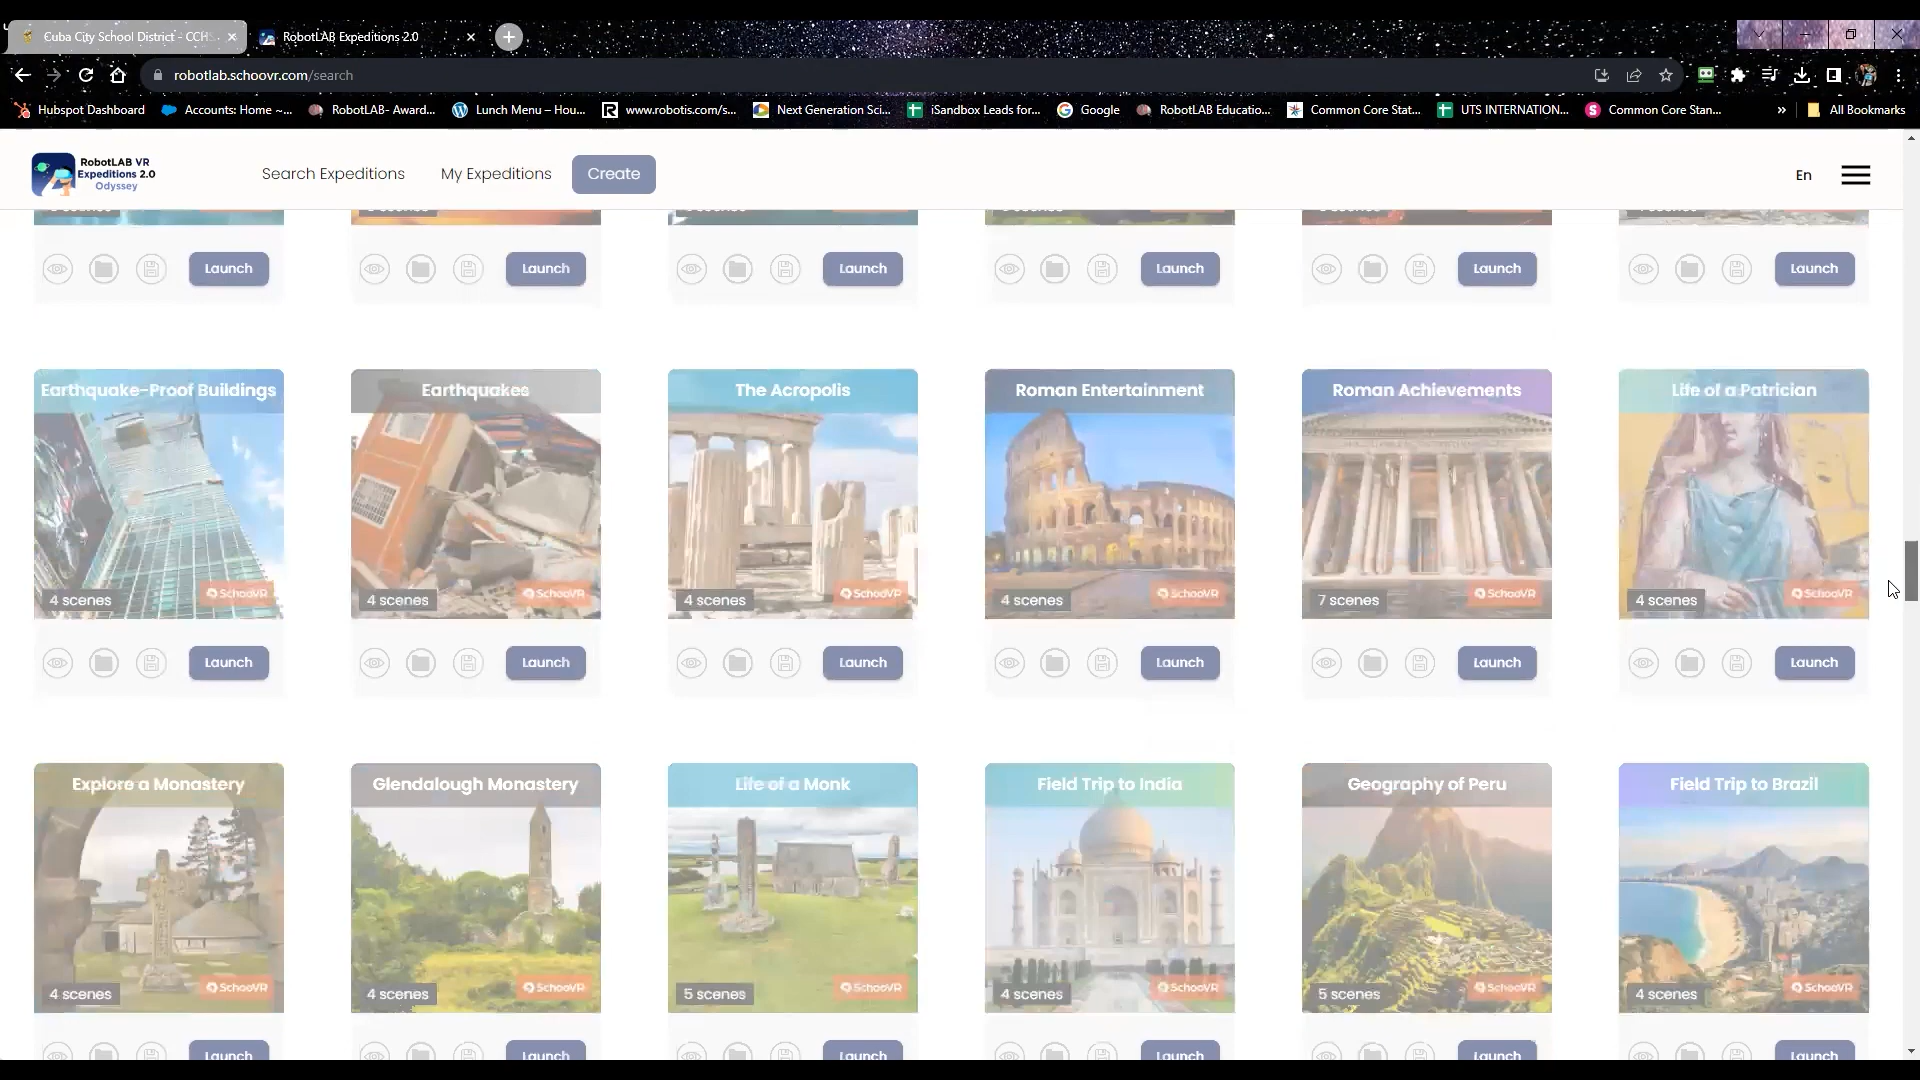 Cuba City School District - CCHS
RobotLAB Expeditions 2.0
robotlab.schoovr.com/search
Hubspot Dashboard
Accounts: Home ~...
RobotLAB- Award...
Lunch Menu – Hou...
www.robotis.com/s...
Next Generation Sci...
iSandbox Leads for...
Google
RobotLAB Educatio...
Common Core Stat...
UTS INTERNATION...
Common Core Stan...
»
All Bookmarks
RobotLAB VR
Expeditions 2.0
Odyssey
Search Expeditions
My Expeditions
Create
En
Launch
Launch
Launch
Launch
Launch
Launch
Earthquake-Proof Buildings
Earthquakes
The Acropolis
Roman Entertainment
Roman Achievements
Life of a Patrician
4 scenes
SchooVR
4 scenes
SchooVR
4 scenes
SchooVR
4 scenes
SchooVR
7 scenes
SchooVR
4 scenes
SchooVR
Launch
Launch
Launch
Launch
Launch
Launch
Explore a Monastery
Glendalough Monastery
Life of a Monk
Field Trip to India
Geography of Peru
Field Trip to Brazil
4 scenes
SchooVR
4 scenes
SchooVR
5 scenes
SchooVR
4 scenes
SchooVR
5 scenes
SchooVR
4 scenes
SchooVR
Launch
Launch
Launch
Launch
Launch
Launch